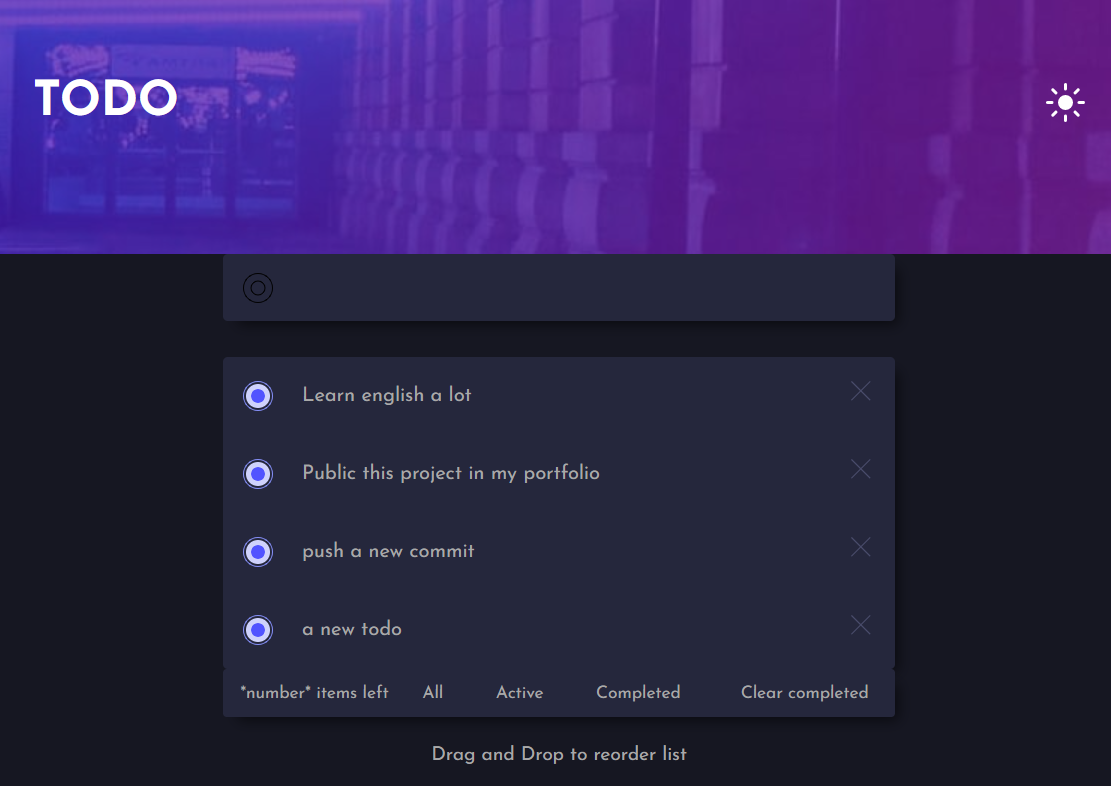 TODO
Learn english a lot
Public this project in my portfolio
push a new commit
a new todo
*number* items left All Active Completed Clear completed
Drag and Drop to reorder list